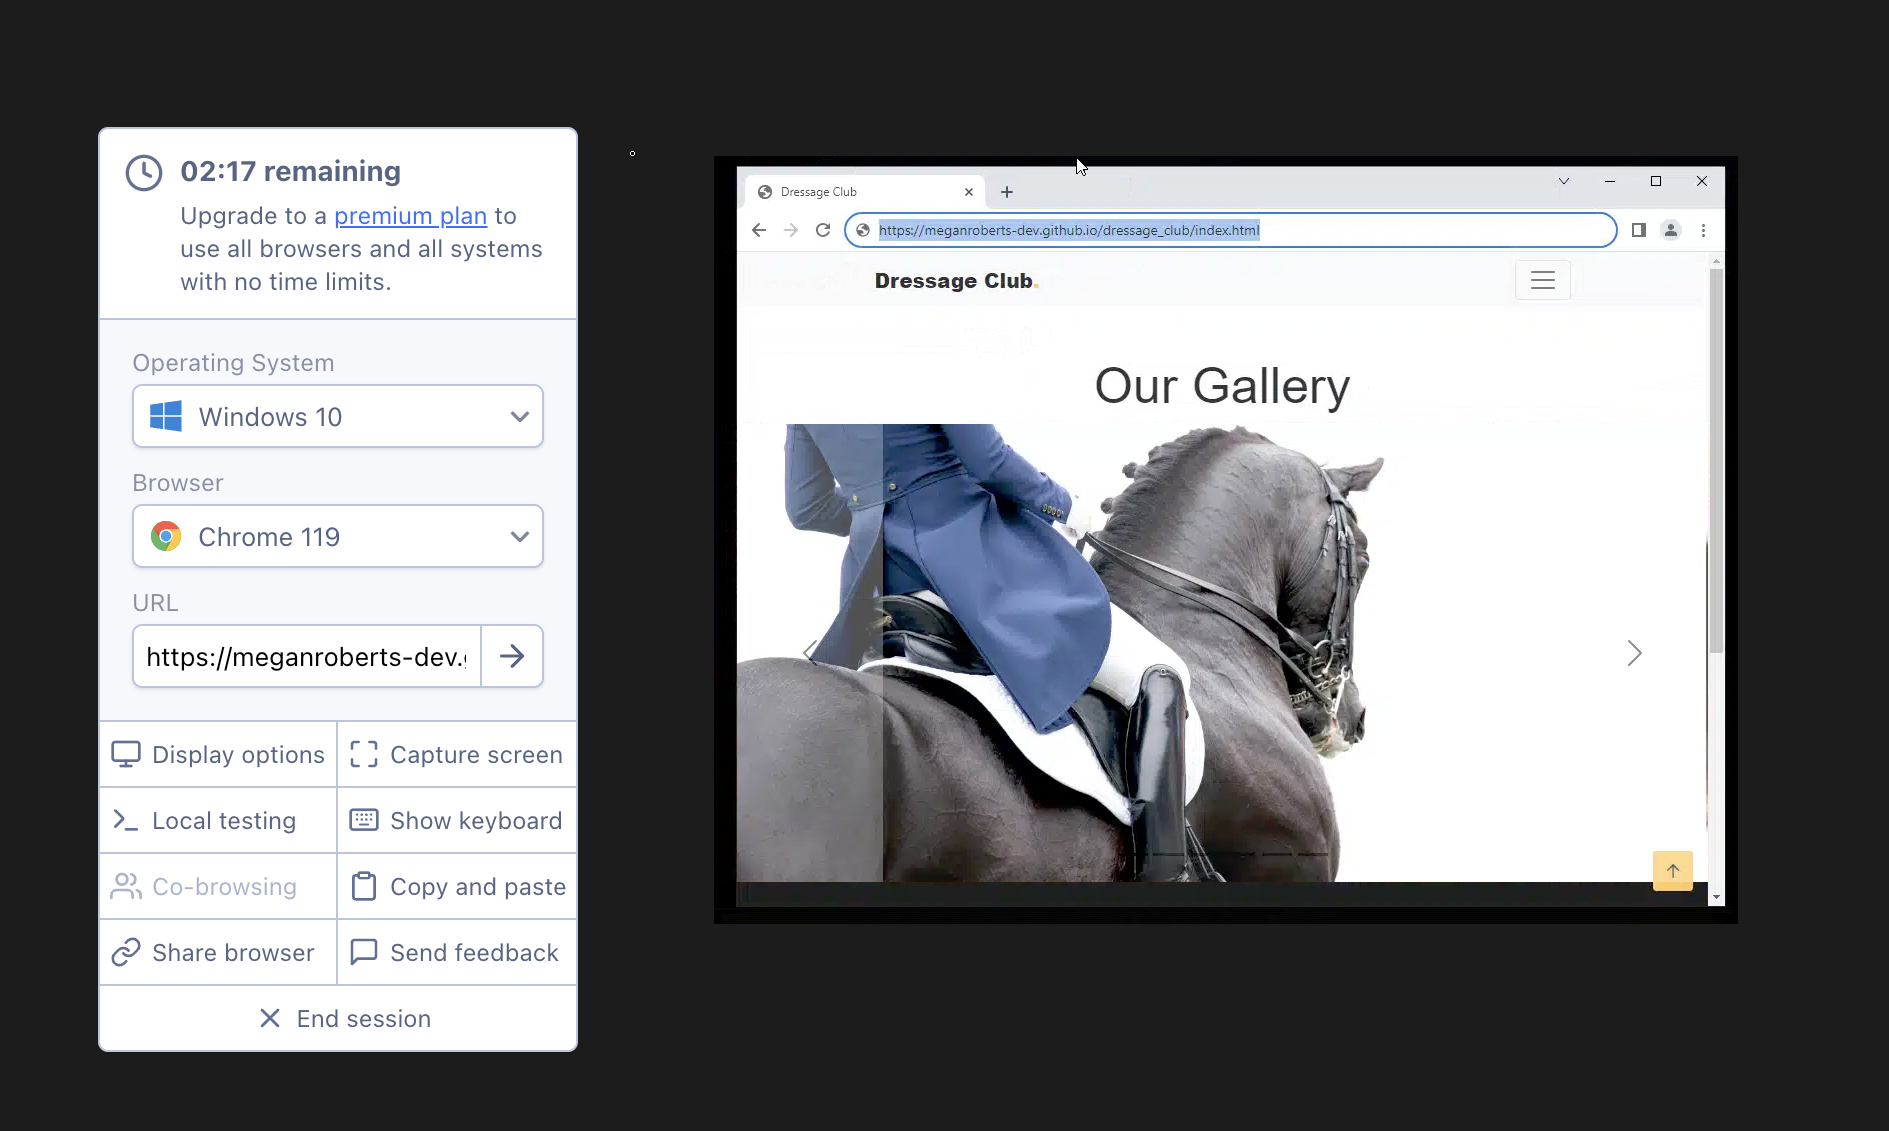 02:17 remaining
Upgrade to a premium plan to
use all browsers and all systems
with no time limits.
Operating System
Windows 10
Browser
Chrome 119
URL
https://meganroberts-dev.
Display options
Capture screen
Local testing
Show keyboard
Co-browsing
Copy and paste
Share browser
Send feedback
End session
Dressage Club
https://meganroberts-dev.github.io/dressage_club/index.html
Dressage Club.
Our Gallery